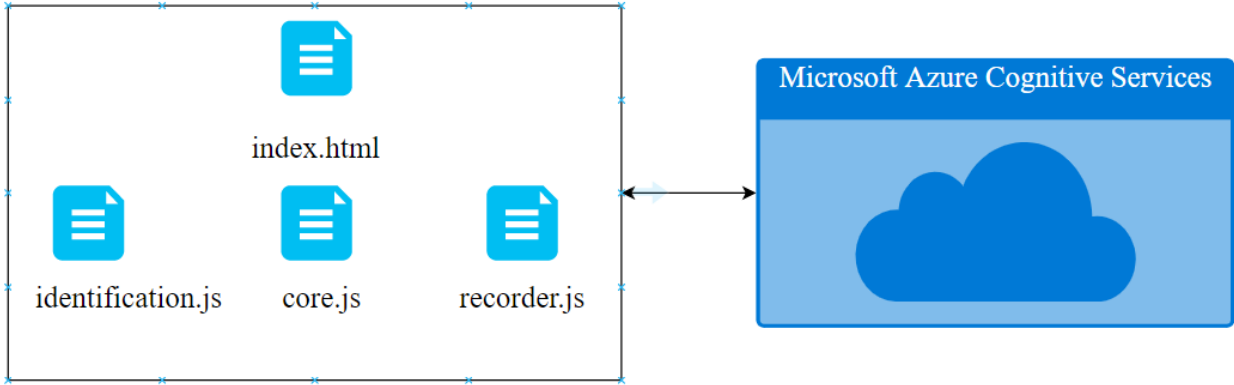 Microsoft Azure Cognitive Services
index.html
identification.js
core.js
recorder.js